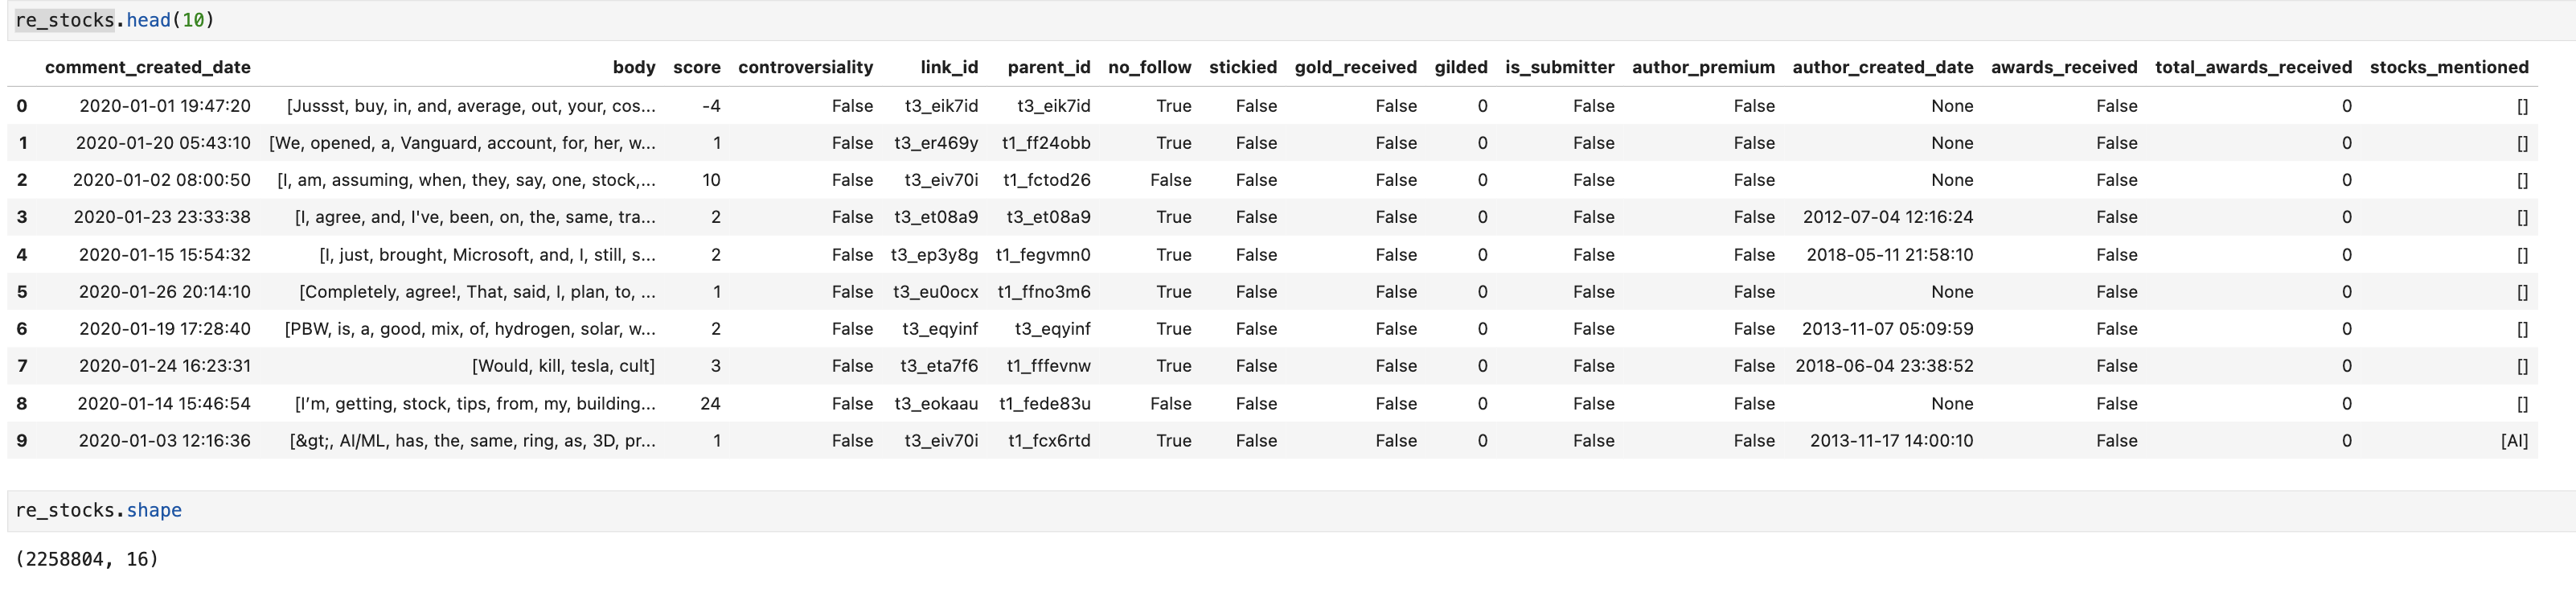 re_stocks.head(10)
comment_created_date body score controversiality link_id parent_id no_follow stickied gold_received gilded is_submitter author_premium author_created_date awards_received total_awards_received stocks_mentioned
0 2020-01-01 19:47:20 [Jussst, buy, in, and, average, out, your, cos... -4 False t3_eik7id t3_eik7id True False False 0 False False None False 0 []
1 2020-01-20 05:43:10 [We, opened, a, Vanguard, account, for, her, w... 1 False t3_er469y t1_ff24obb True False False 0 False False None False 0 []
2 2020-01-02 08:00:50 [I, am, assuming, when, they, say, one, stock,... 10 False t3_eiv70i t1_fctod26 False False False 0 False False None False 0 []
3 2020-01-23 23:33:38 [I, agree, and, I've, been, on, the, same, tra... 2 False t3_et08a9 t3_et08a9 True False False 0 False False 2012-07-04 12:16:24 False 0 []
4 2020-01-15 15:54:32 [I, just, brought, Microsoft, and, I, still, s... 2 False t3_ep3y8g t1_fegvmn0 True False False 0 False False 2018-05-11 21:58:10 False 0 []
5 2020-01-26 20:14:10 [Completely, agree!, That, said, I, plan, to, ... 1 False t3_eu0ocx t1_ffno3m6 True False False 0 False False None False 0 []
6 2020-01-19 17:28:40 [PBW, is, a, good, mix, of, hydrogen, solar, w... 2 False t3_eqyinf t3_eqyinf True False False 0 False False 2013-11-07 05:09:59 False 0 []
7 2020-01-24 16:23:31 [Would, kill, tesla, cult] 3 False t3_eta7f6 t1_fffevnw True False False 0 False False 2018-06-04 23:38:52 False 0 []
8 2020-01-14 15:46:54 [I’m, getting, stock, tips, from, my, building... 24 False t3_eokaau t1_fede83u False False False 0 False False None False 0 []
9 2020-01-03 12:16:36 [&gt;, AI/ML, has, the, same, ring, as, 3D, pr... 1 False t3_eiv70i t1_fcx6rtd True False False 0 False False 2013-11-17 14:00:10 False 0 [AI]
re_stocks.shape
(2258804, 16)